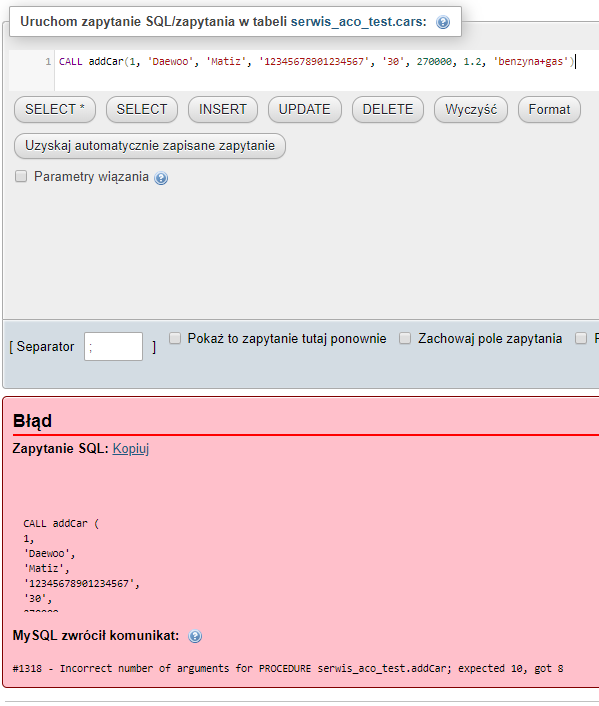 Uruchom zapytanie SQL/zapytania w tabeli serwis_aco_test.cars:
1 CALL addCar(1, 'Daewoo', 'Matiz', '12345678901234567', '30', 270000, 1.2, 'benzyna+gas')
SELECT * SELECT INSERT UPDATE DELETE Wyczyść Format
Uzyskaj automatycznie zapisane zapytanie
Parametry wiązania
[ Separator ; ] Pokaż to zapytanie tutaj ponownie Zachowaj pole zapytania
Błąd
Zapytanie SQL: Kopiuj
CALL addCar (
1,
'Daewoo',
'Matiz',
'12345678901234567',
'30',
MySQL zwrócił komunikat:
#1318 - Incorrect number of arguments for PROCEDURE serwis_aco_test.addCar; expected 10, got 8